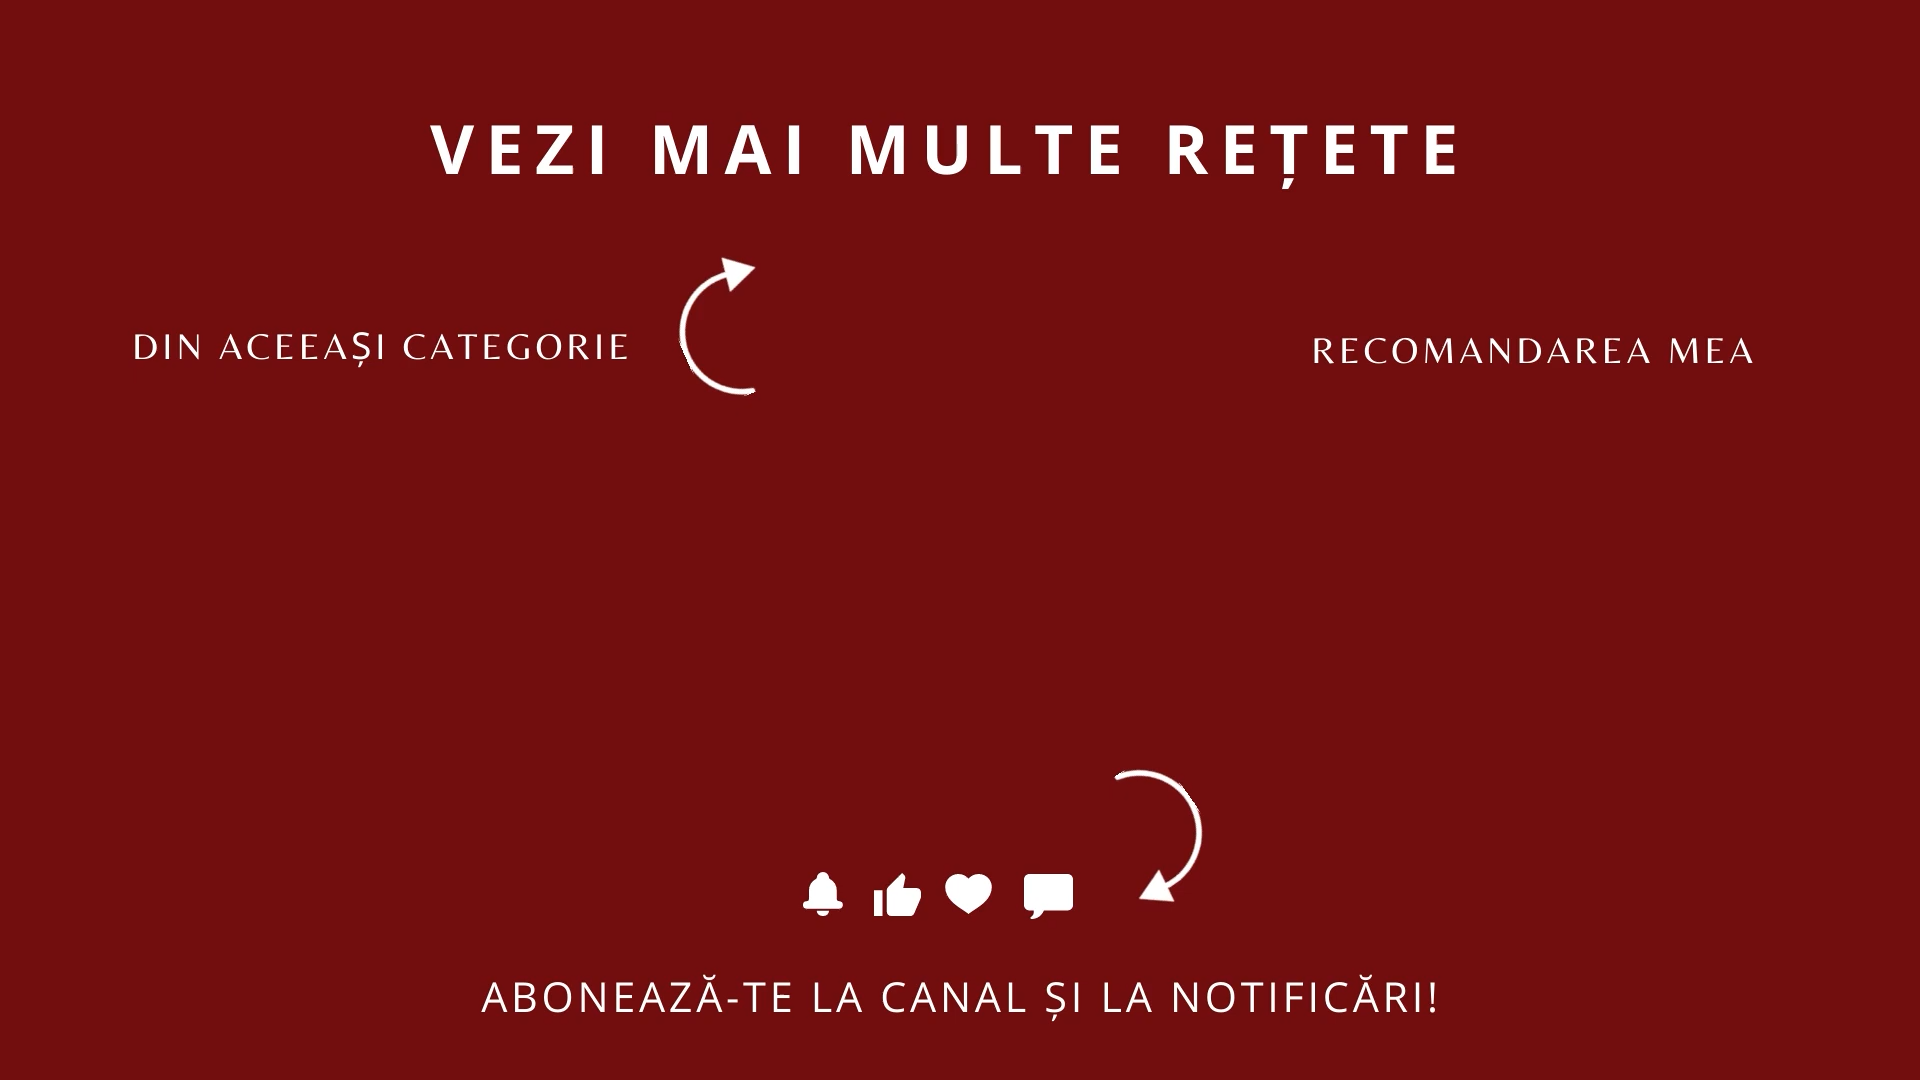 VEZI MAI MULTE REȚETE
DIN ACEEAȘI CATEGORIE
RECOMANDAREA MEA
ABONEAZĂ-TE LA CANAL ȘI LA NOTIFICĂRI!